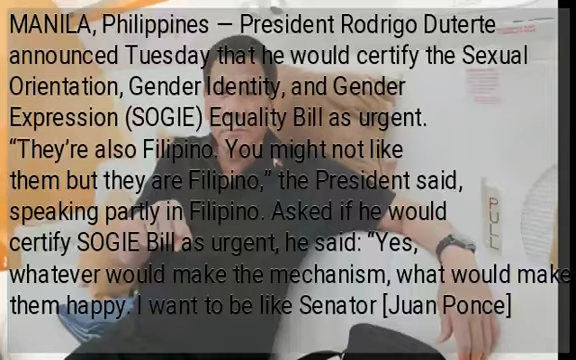 MANILA, Philippines — President Rodrigo Duterte
announced Tuesday that he would certify the Sexual
Orientation, Gender Identity, and Gender
Expression (SOGIE) Equality Bill as urgent.
“They’re also Filipino. You might not like
them but they are Filipino,” the President said,
speaking partly in Filipino. Asked if he would
certify SOGIE Bill as urgent, he said: “Yes,
whatever would make the mechanism, what would make
them happy. I want to be like Senator [Juan Ponce]
PULL